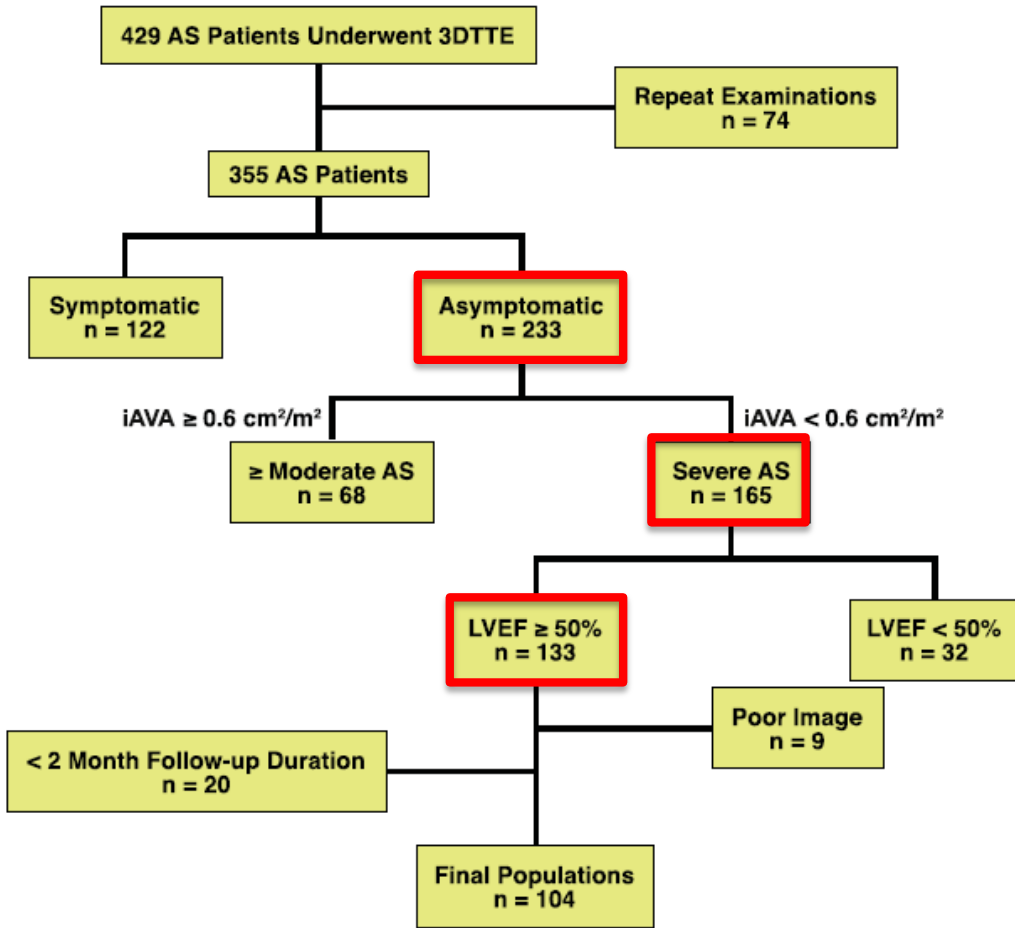 429 AS Patients Underwent 3DTTE
Repeat Examinations
n = 74
355 AS Patients
Symptomatic
n = 122
Asymptomatic
n = 233
iAVA ≥ 0.6 cm²/m²
iAVA < 0.6 cm²/m²
≥ Moderate AS
n = 68
Severe AS
n = 165
LVEF ≥ 50%
n = 133
LVEF < 50%
n = 32
Poor Image
n = 9
< 2 Month Follow-up Duration
n = 20
Final Populations
n = 104